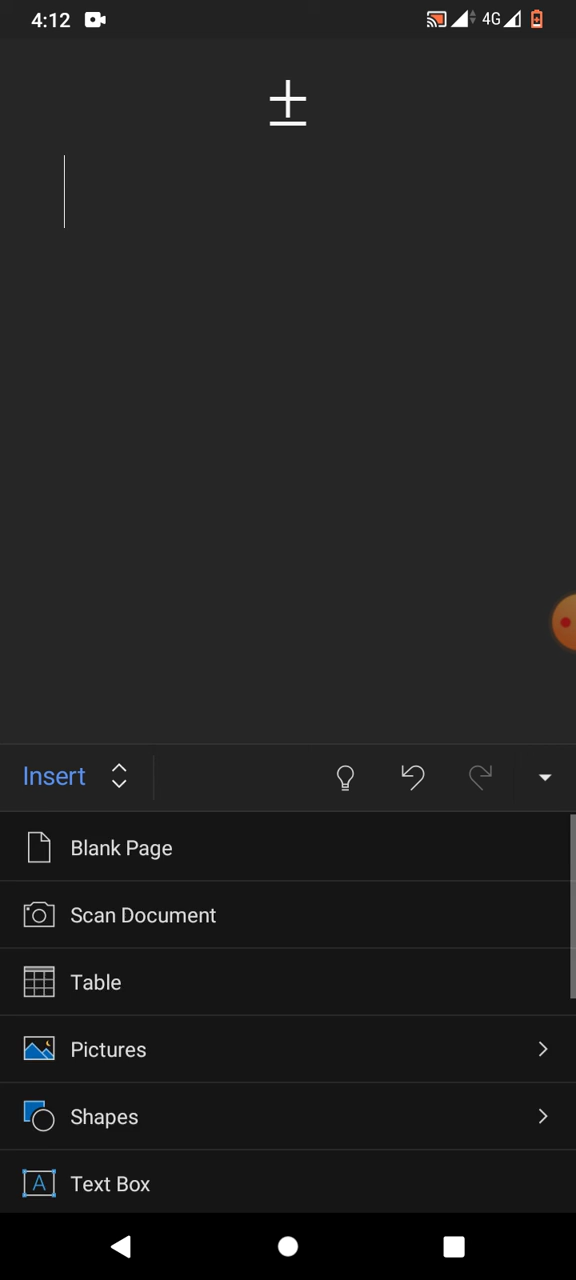 4:12 4G
±
Insert
Blank Page
Scan Document
Table
Pictures
Shapes
A Text Box